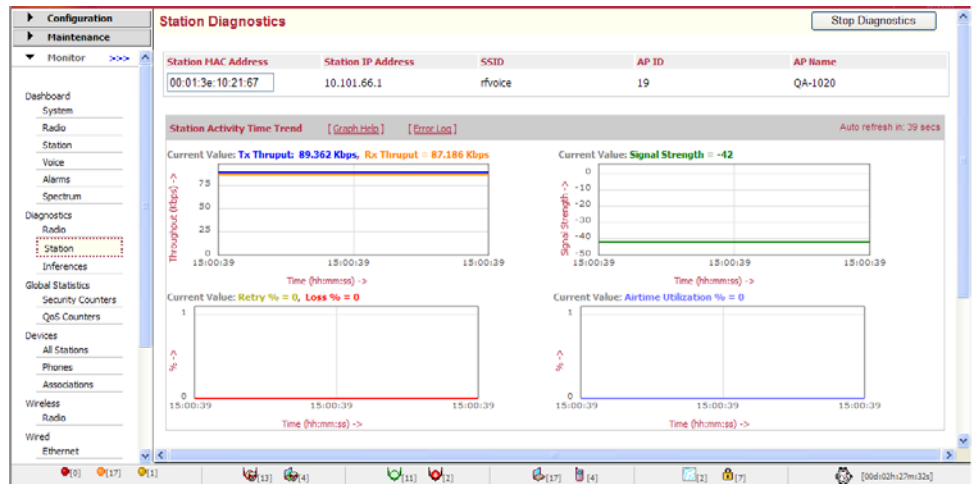 Configuration
Maintenance
Monitor >>>
Dashboard
System
Radio
Station
Voice
Alarms
Spectrum
Diagnostics
Radio
Station
Inferences
Global Statistics
Security Counters
QoS Counters
Devices
All Stations
Phones
Associations
Wireless
Radio
Wired
Ethernet
Station Diagnostics
Stop Diagnostics
Station MAC Address Station IP Address SSID AP ID AP Name
00:01:3e:10:21:67 10.101.66.1 rfvoice 19 QA-1020
Station Activity Time Trend [ Graph Help ] [ Error Log ] Auto refresh in: 39 secs
Current Value: Tx Thruput: 89.362 Kbps, Rx Thruput = 87.186 Kbps
Throughput (Kbps) ->
75
50
25
0
15:00:39 15:00:39 15:00:39
Time (hh:mm:ss) ->
Current Value: Signal Strength = -42
Signal Strength ->
0
-10
-20
-30
-40
-50
15:00:39 15:00:39 15:00:39
Time (hh:mm:ss) ->
Current Value: Retry % = 0, Loss % = 0
% ->
1
0
15:00:39 15:00:39 15:00:39
Time (hh:mm:ss) ->
Current Value: Airtime Utilization % = 0
% ->
1
0
15:00:39 15:00:39 15:00:39
Time (hh:mm:ss) ->
[0] [17] [1] [13] [4] [11] [2] [17] [4] [2] [7] [00d:02h:27m:32s]